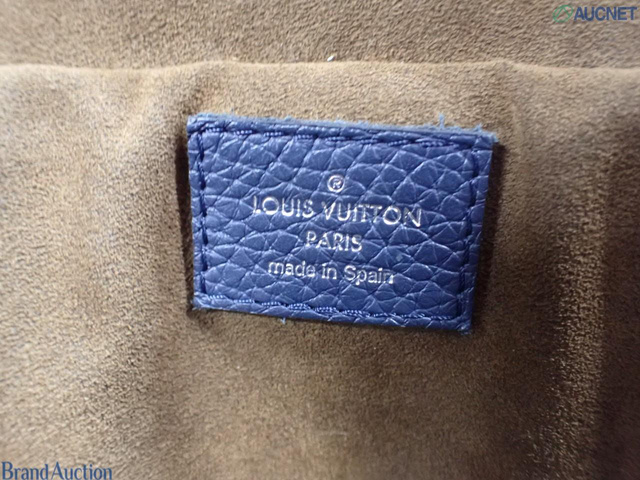 AUCNET
®
LOUIS VUITTON
PARIS
made in Spain
BrandAuction